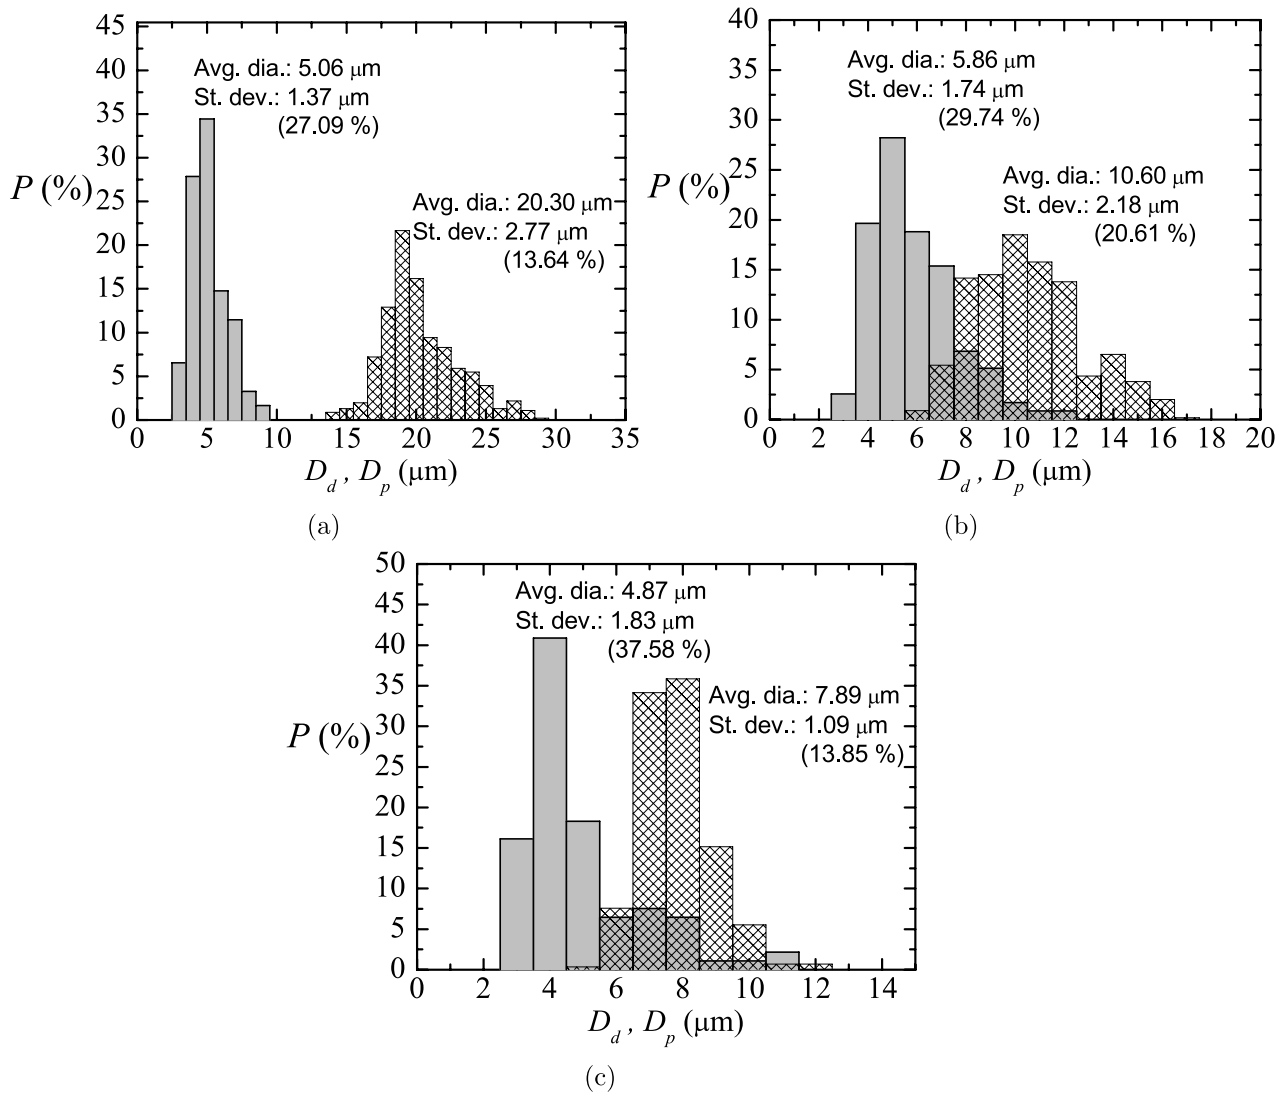 45
40
35
30
25
20
15
10
5
0
P (%)
Avg. dia.: 5.06 μm
St. dev.: 1.37 μm
(27.09 %)
Avg. dia.: 20.30 μm
St. dev.: 2.77 μm
(13.64 %)
0 5 10 15 20 25 30 35
D_d , D_p (μm)
(a)
40
35
30
25
20
15
10
5
0
P (%)
Avg. dia.: 5.86 μm
St. dev.: 1.74 μm
(29.74 %)
Avg. dia.: 10.60 μm
St. dev.: 2.18 μm
(20.61 %)
0 2 4 6 8 10 12 14 16 18 20
D_d , D_p (μm)
(b)
50
45
40
35
30
25
20
15
10
5
0
P (%)
Avg. dia.: 4.87 μm
St. dev.: 1.83 μm
(37.58 %)
Avg. dia.: 7.89 μm
St. dev.: 1.09 μm
(13.85 %)
0 2 4 6 8 10 12 14
D_d , D_p (μm)
(c)